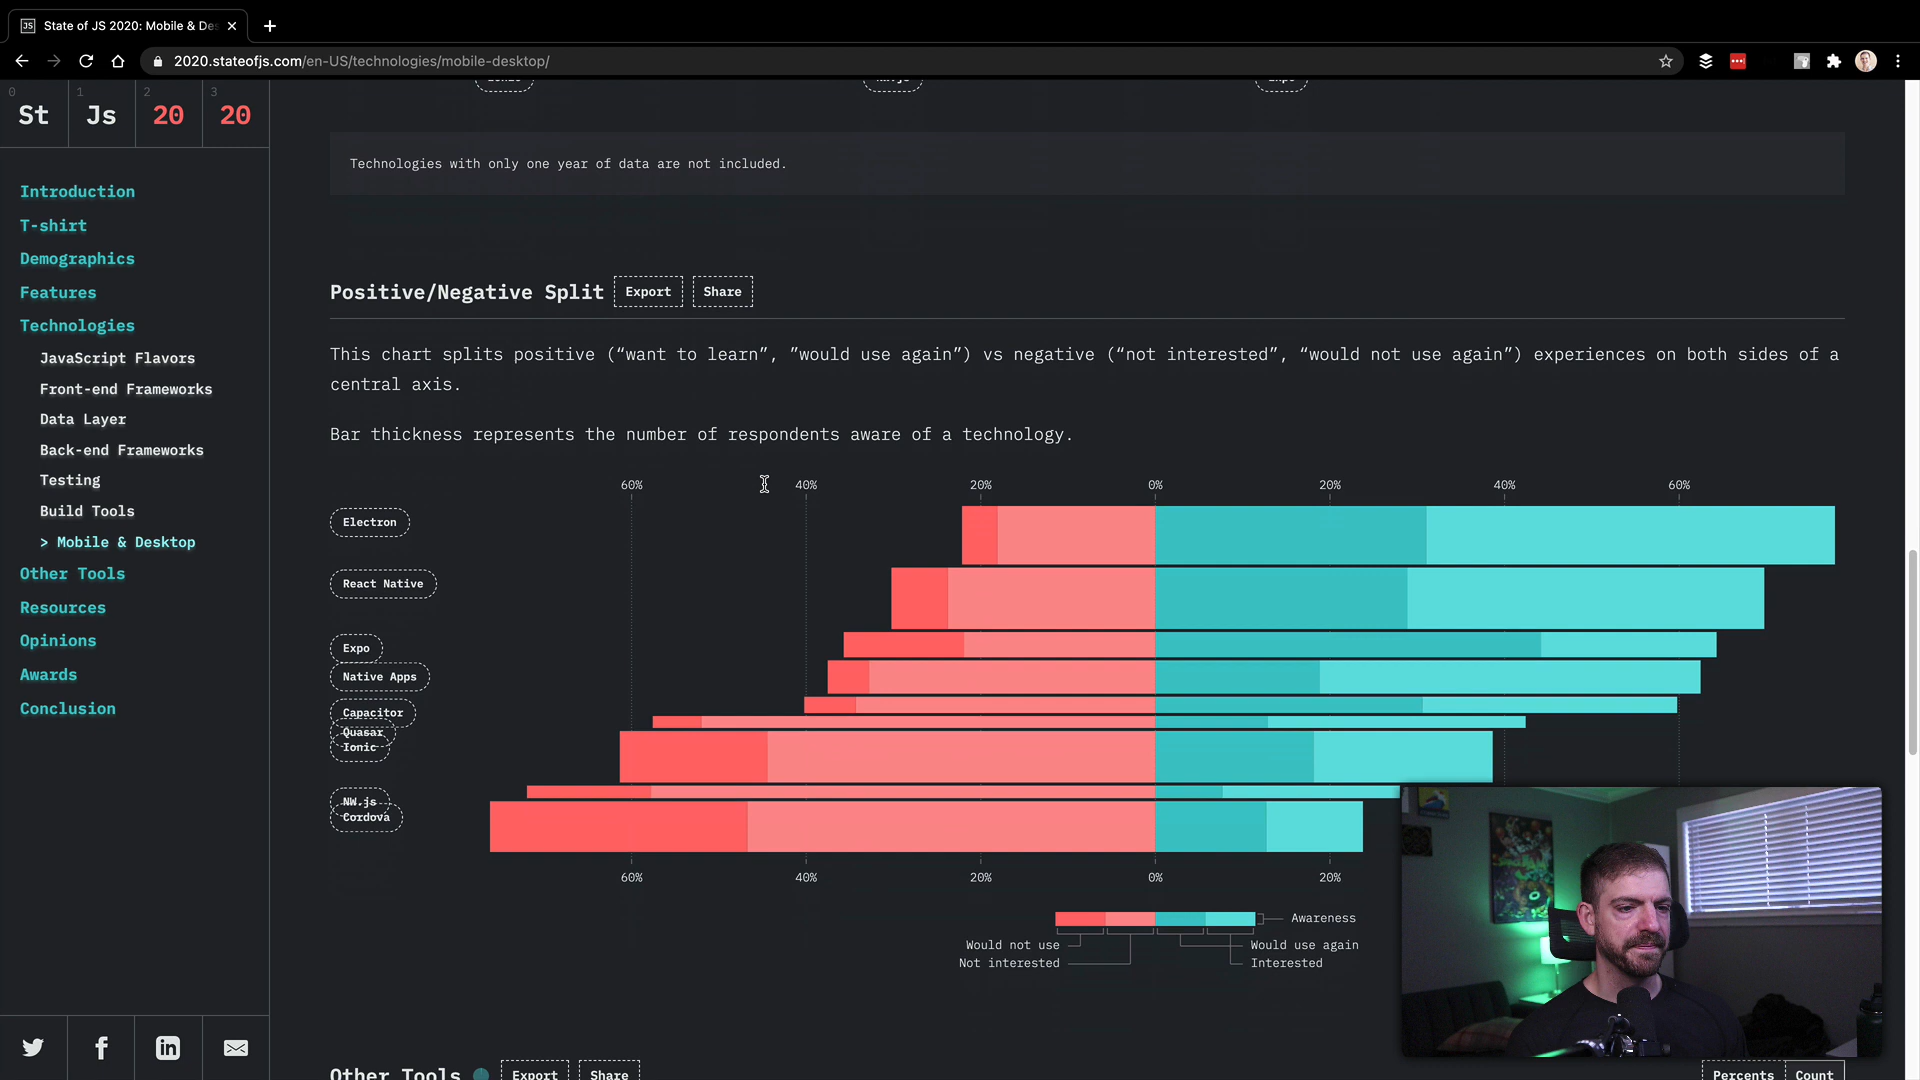 State of JS 2020: Mobile & Des
2020.stateofjs.com/en-US/technologies/mobile-desktop/
0 1 2 3
St Js 20 20
Introduction
T-shirt
Demographics
Features
Technologies
JavaScript Flavors
Front-end Frameworks
Data Layer
Back-end Frameworks
Testing
Build Tools
> Mobile & Desktop
Other Tools
Resources
Opinions
Awards
Conclusion
Technologies with only one year of data are not included.
Positive/Negative Split Export Share
This chart splits positive (“want to learn”, ”would use again”) vs negative (“not interested”, “would not use again”) experiences on both sides of a
central axis.
Bar thickness represents the number of respondents aware of a technology.
60% 40% 20% 0% 20% 40% 60%
Electron
React Native
Expo
Native Apps
Capacitor
Quasar
Ionic
NW.js
Cordova
60% 40% 20% 0% 20%
Awareness
Would not use Would use again
Not interested Interested
Other Tools Export Share Percents Count